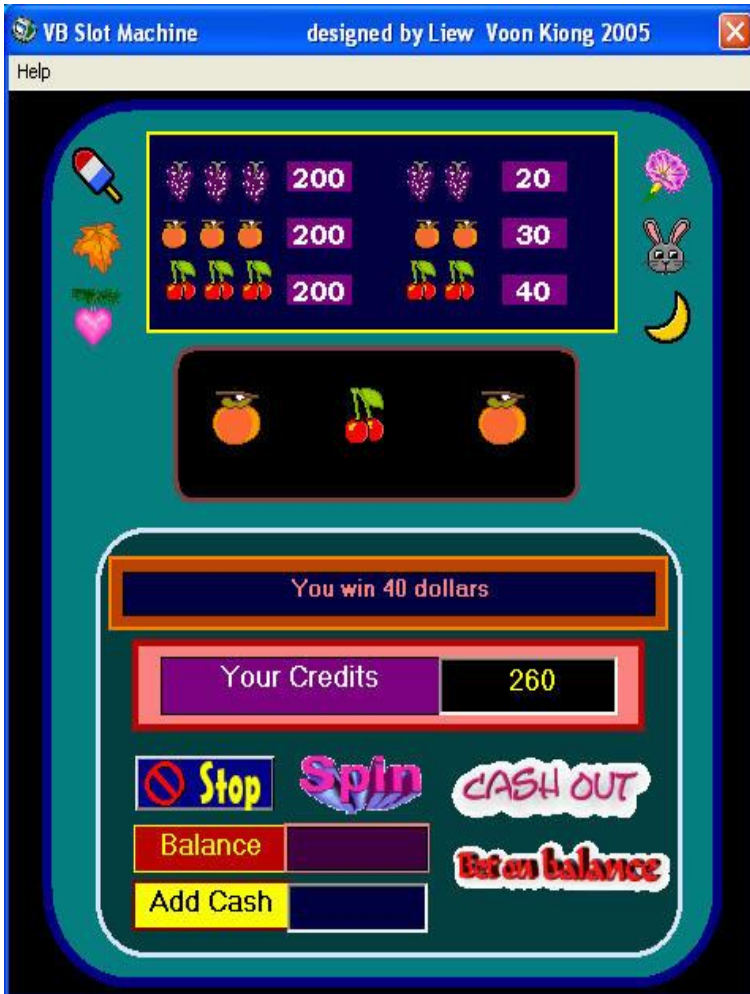 VB Slot Machine designed by Liew Voon Kiong 2005
Help
200 20
200 30
200 40
You win 40 dollars
Your Credits 260
Stop Spin CASH OUT
Balance Bet on balance
Add Cash